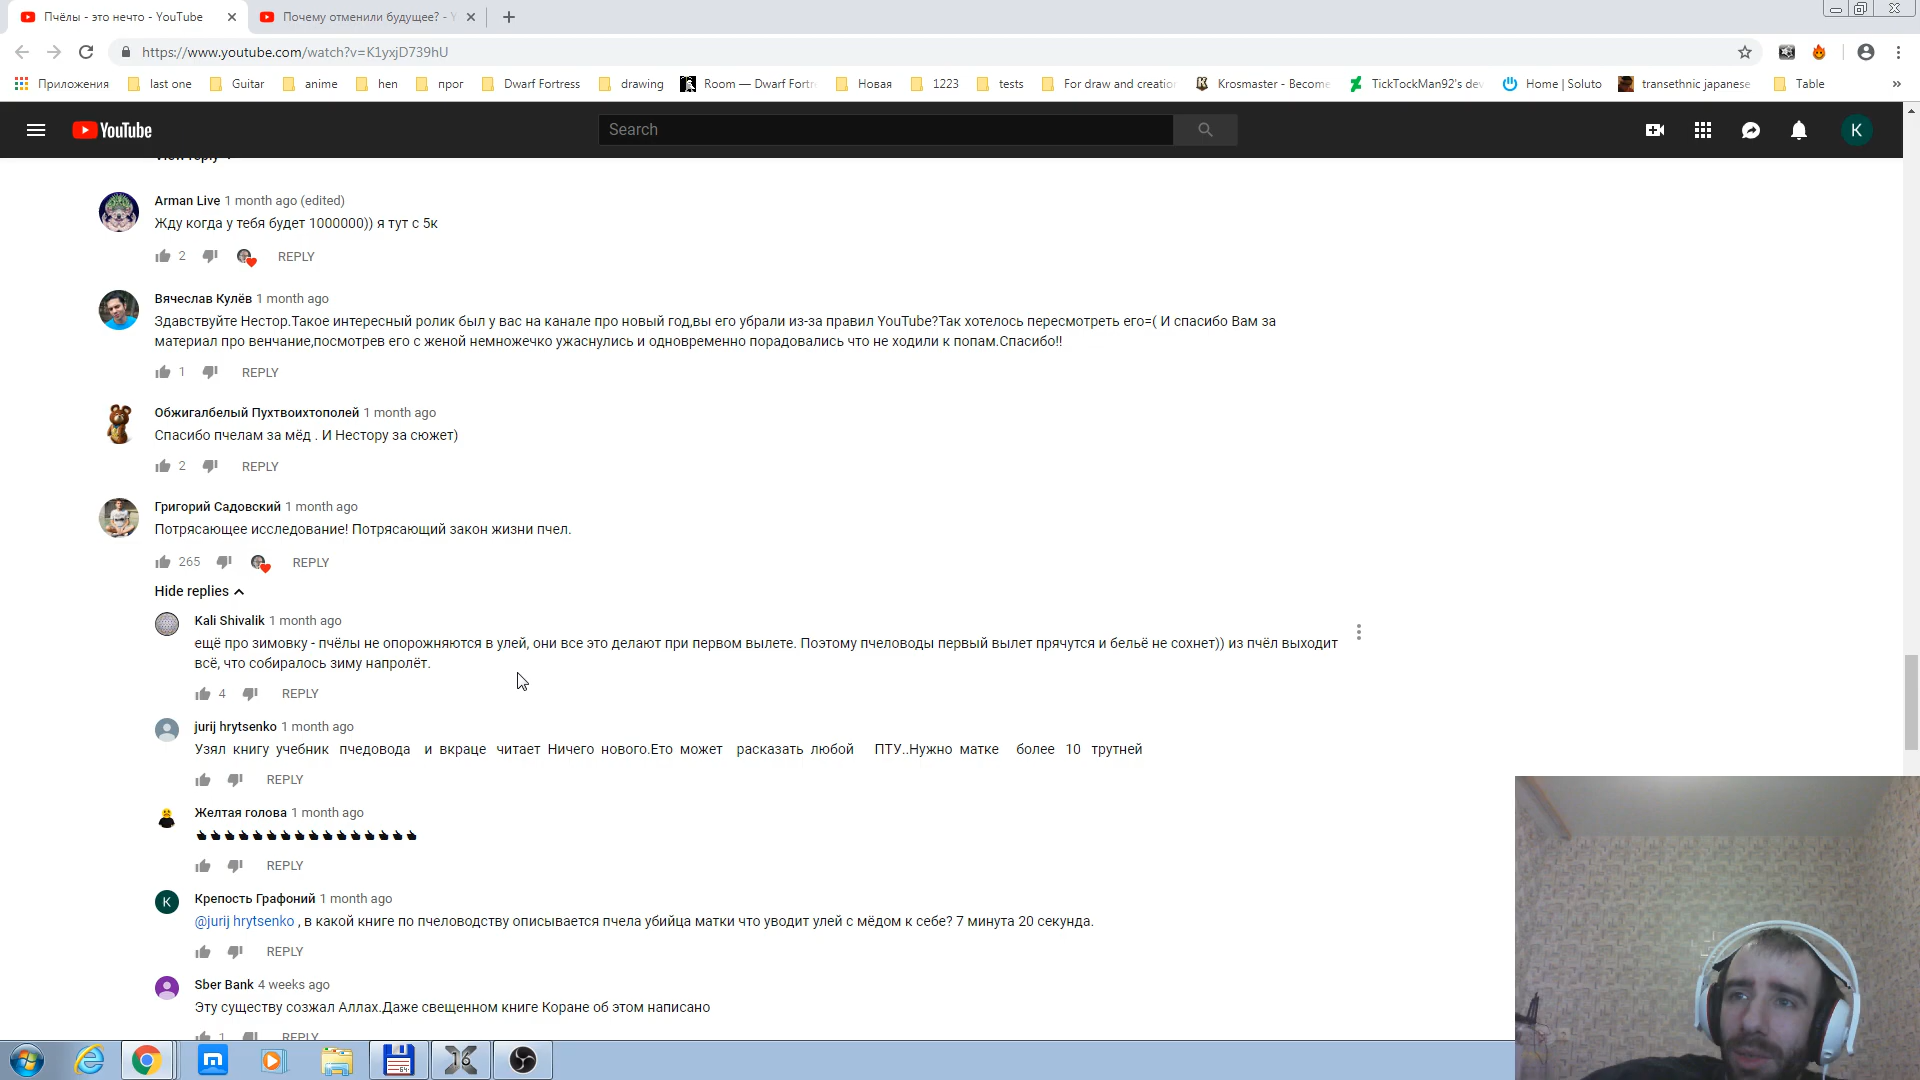 Пчёлы - это нечто - YouTube
Почему отменили будущее? - Y
https://www.youtube.com/watch?v=K1yxjD739hU
Приложения last one Guitar anime hen прог Dwarf Fortress drawing Room — Dwarf Fortr Новая 1223 tests For draw and creation Krosmaster - Become TickTockMan92's dev Home | Soluto transethnic japanese Table »
YouTube
Search
K
View reply
Arman Live 1 month ago (edited)
Жду когда у тебя будет 1000000)) я тут с 5к
2 REPLY
Вячеслав Кулёв 1 month ago
Здавствуйте Нестор.Такое интересный ролик был у вас на канале про новый год,вы его убрали из-за правил YouTube?Так хотелось пересмотреть его=( И спасибо Вам за
материал про венчание,посмотрев его с женой немножечко ужаснулись и одновременно порадовались что не ходили к попам.Спасибо!!
1 REPLY
Обжигалбелый Пухтвоихтополей 1 month ago
Спасибо пчелам за мёд . И Нестору за сюжет)
2 REPLY
Григорий Садовский 1 month ago
Потрясающее исследование! Потрясающий закон жизни пчел.
265 REPLY
Hide replies
Kali Shivalik 1 month ago
ещё про зимовку - пчёлы не опорожняются в улей, они все это делают при первом вылете. Поэтому пчеловоды первый вылет прячутся и бельё не сохнет)) из пчёл выходит
всё, что собиралось зиму напролёт.
4 REPLY
jurij hrytsenko 1 month ago
Узял книгу учебник пчедовода и вкраце читает Ничего нового.Ето может расказать любой ПТУ..Нужно матке более 10 трутней
REPLY
Желтая голова 1 month ago
REPLY
K
Крепость Графоний 1 month ago
@jurij hrytsenko , в какой книге по пчеловодству описывается пчела убийца матки что уводит улей с мёдом к себе? 7 минута 20 секунда.
REPLY
Sber Bank 4 weeks ago
Эту существу созжал Аллах.Даже свещенном книге Коране об этом написано
1 REPLY
64